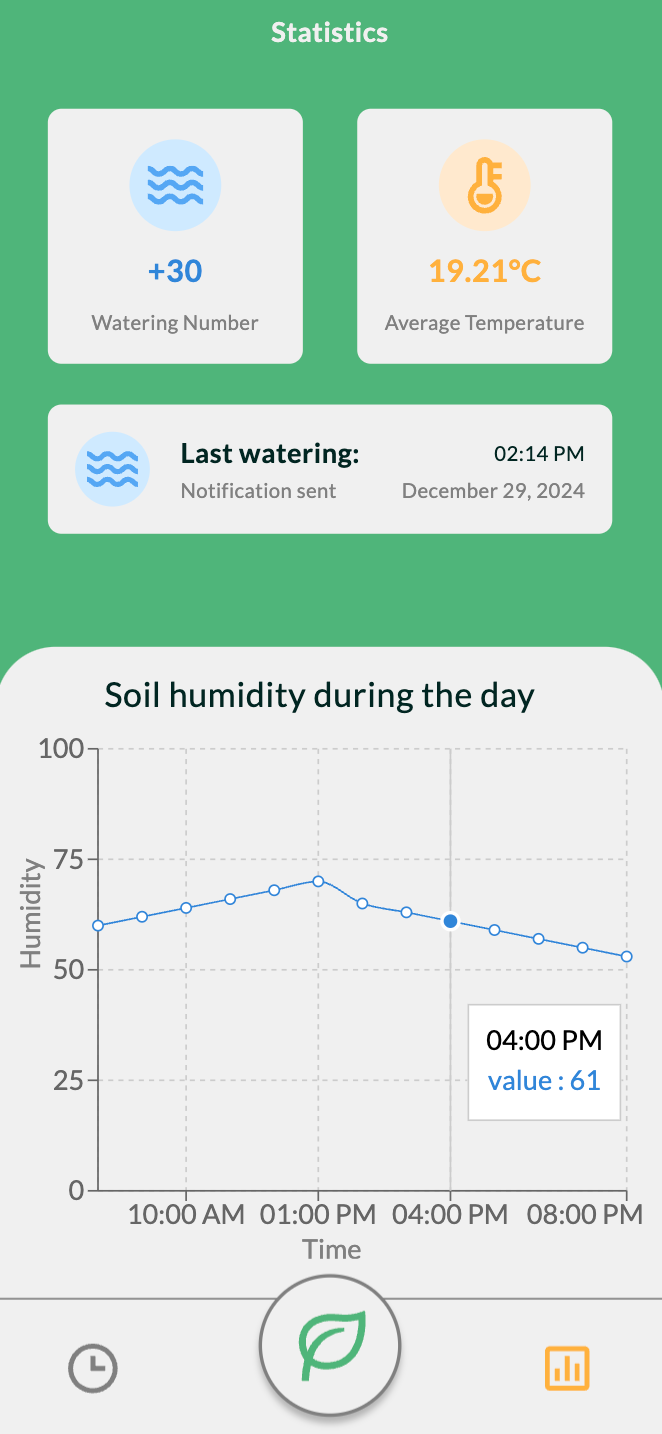 Statistics
+30
Watering Number
19.21°C
Average Temperature
Last watering:
02:14 PM
Notification sent
December 29, 2024
Soil humidity during the day
100
75
50
25
0
Humidity
04:00 PM
value : 61
10:00 AM 01:00 PM 04:00 PM 08:00 PM
Time